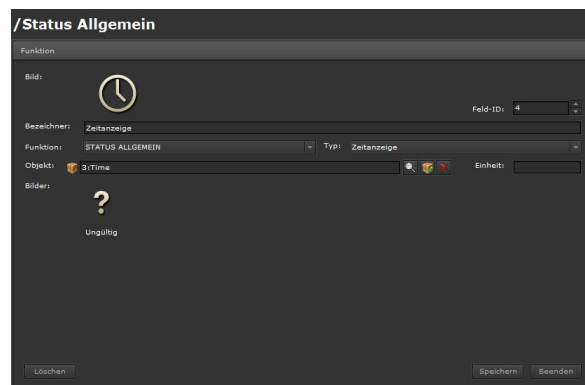 /Status Allgemein
Funktion
Bild:
Feld-ID: 4
Bezeichner: Zeitanzeige
Funktion: STATUS ALLGEMEIN Typ: Zeitanzeige
Objekt: 3:Time Einheit:
Bilder:
?
Ungültig
Löschen Speichern Beenden